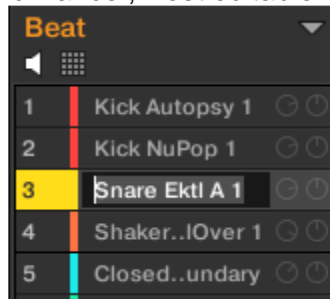 Beat
1 Kick Autopsy 1
2 Kick NuPop 1
3 Snare Ektl A 1
4 Shaker..lOver 1
5 Closed..undary